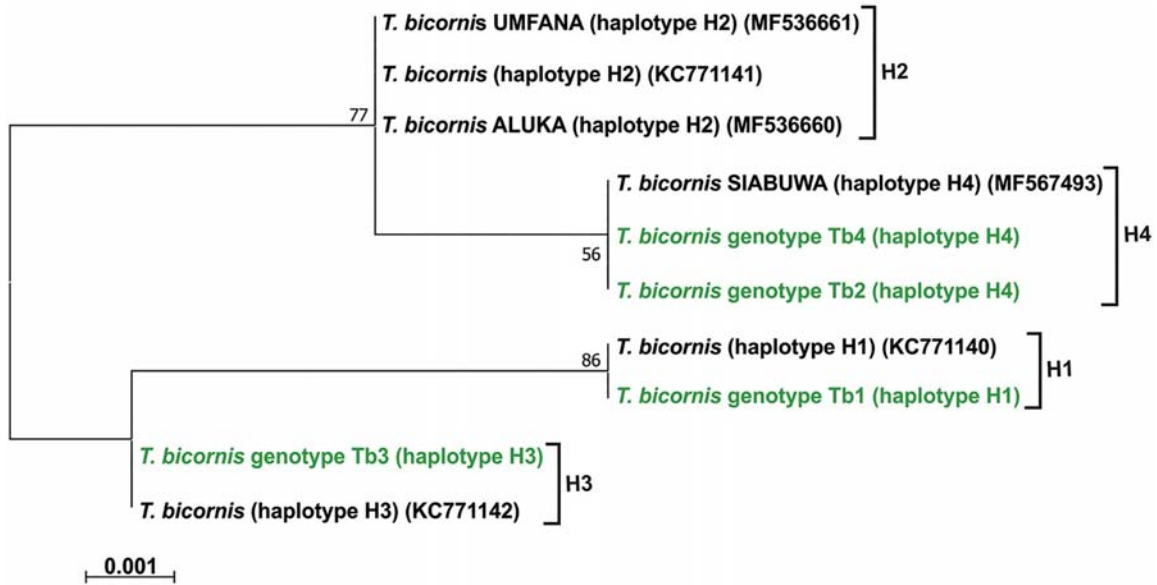 T. bicornis UMFANA (haplotype H2) (MF536661)
T. bicornis (haplotype H2) (KC771141)
H2
77
T. bicornis ALUKA (haplotype H2) (MF536660)
T. bicornis SIABUWA (haplotype H4) (MF567493)
T. bicornis genotype Tb4 (haplotype H4)
H4
56
T. bicornis genotype Tb2 (haplotype H4)
T. bicornis (haplotype H1) (KC771140)
86
H1
T. bicornis genotype Tb1 (haplotype H1)
T. bicornis genotype Tb3 (haplotype H3)
H3
T. bicornis (haplotype H3) (KC771142)
0.001